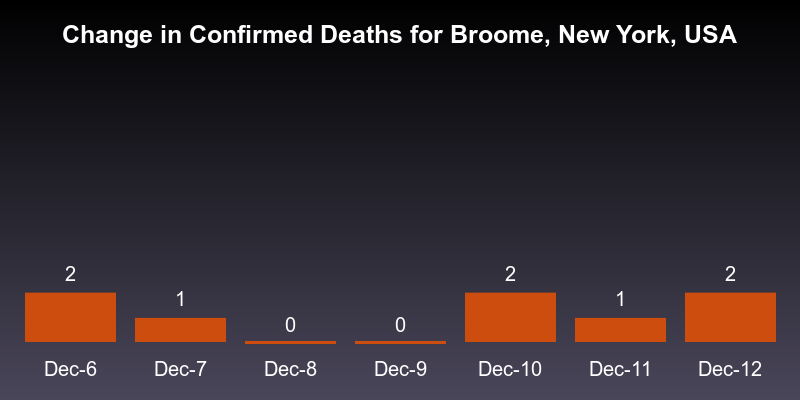 Change in Confirmed Deaths for Broome, New York, USA
2 1 0 0 2 1 2
Dec-6 Dec-7 Dec-8 Dec-9 Dec-10 Dec-11 Dec-12